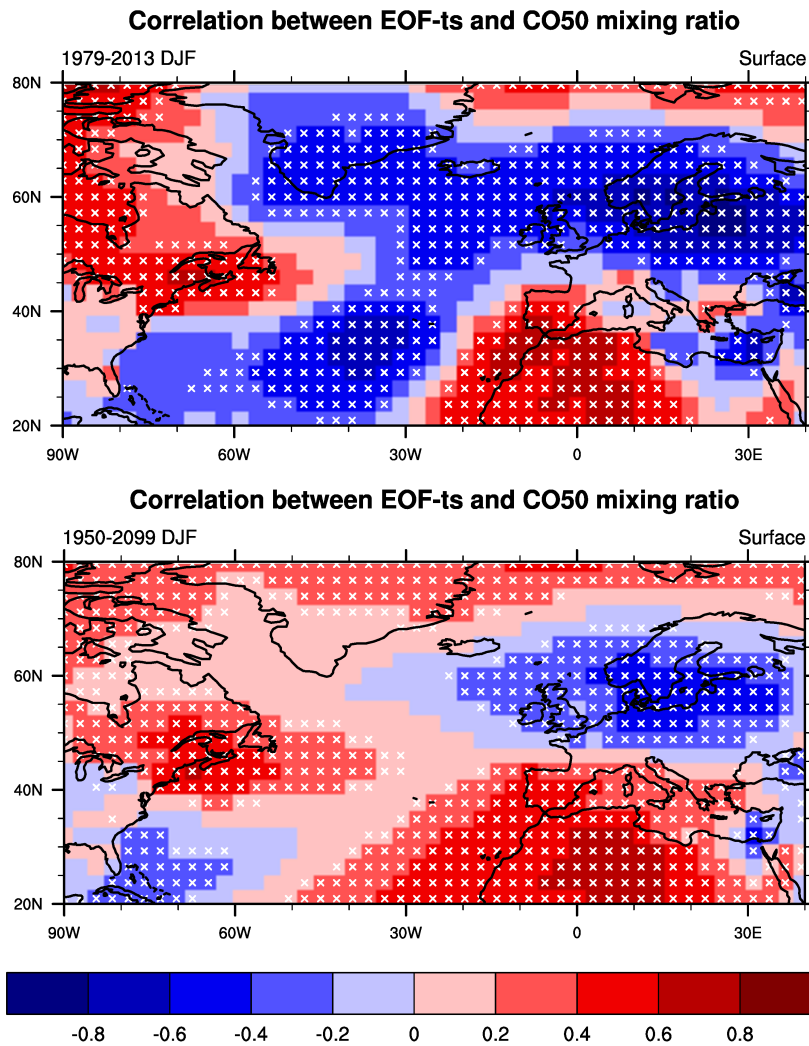 Correlation between EOF-ts and CO50 mixing ratio
1979-2013 DJF Surface
80N
60N
40N
20N
90W 60W 30W 0 30E
Correlation between EOF-ts and CO50 mixing ratio
1950-2099 DJF Surface
80N
60N
40N
20N
90W 60W 30W 0 30E
-0.8 -0.6 -0.4 -0.2 0 0.2 0.4 0.6 0.8